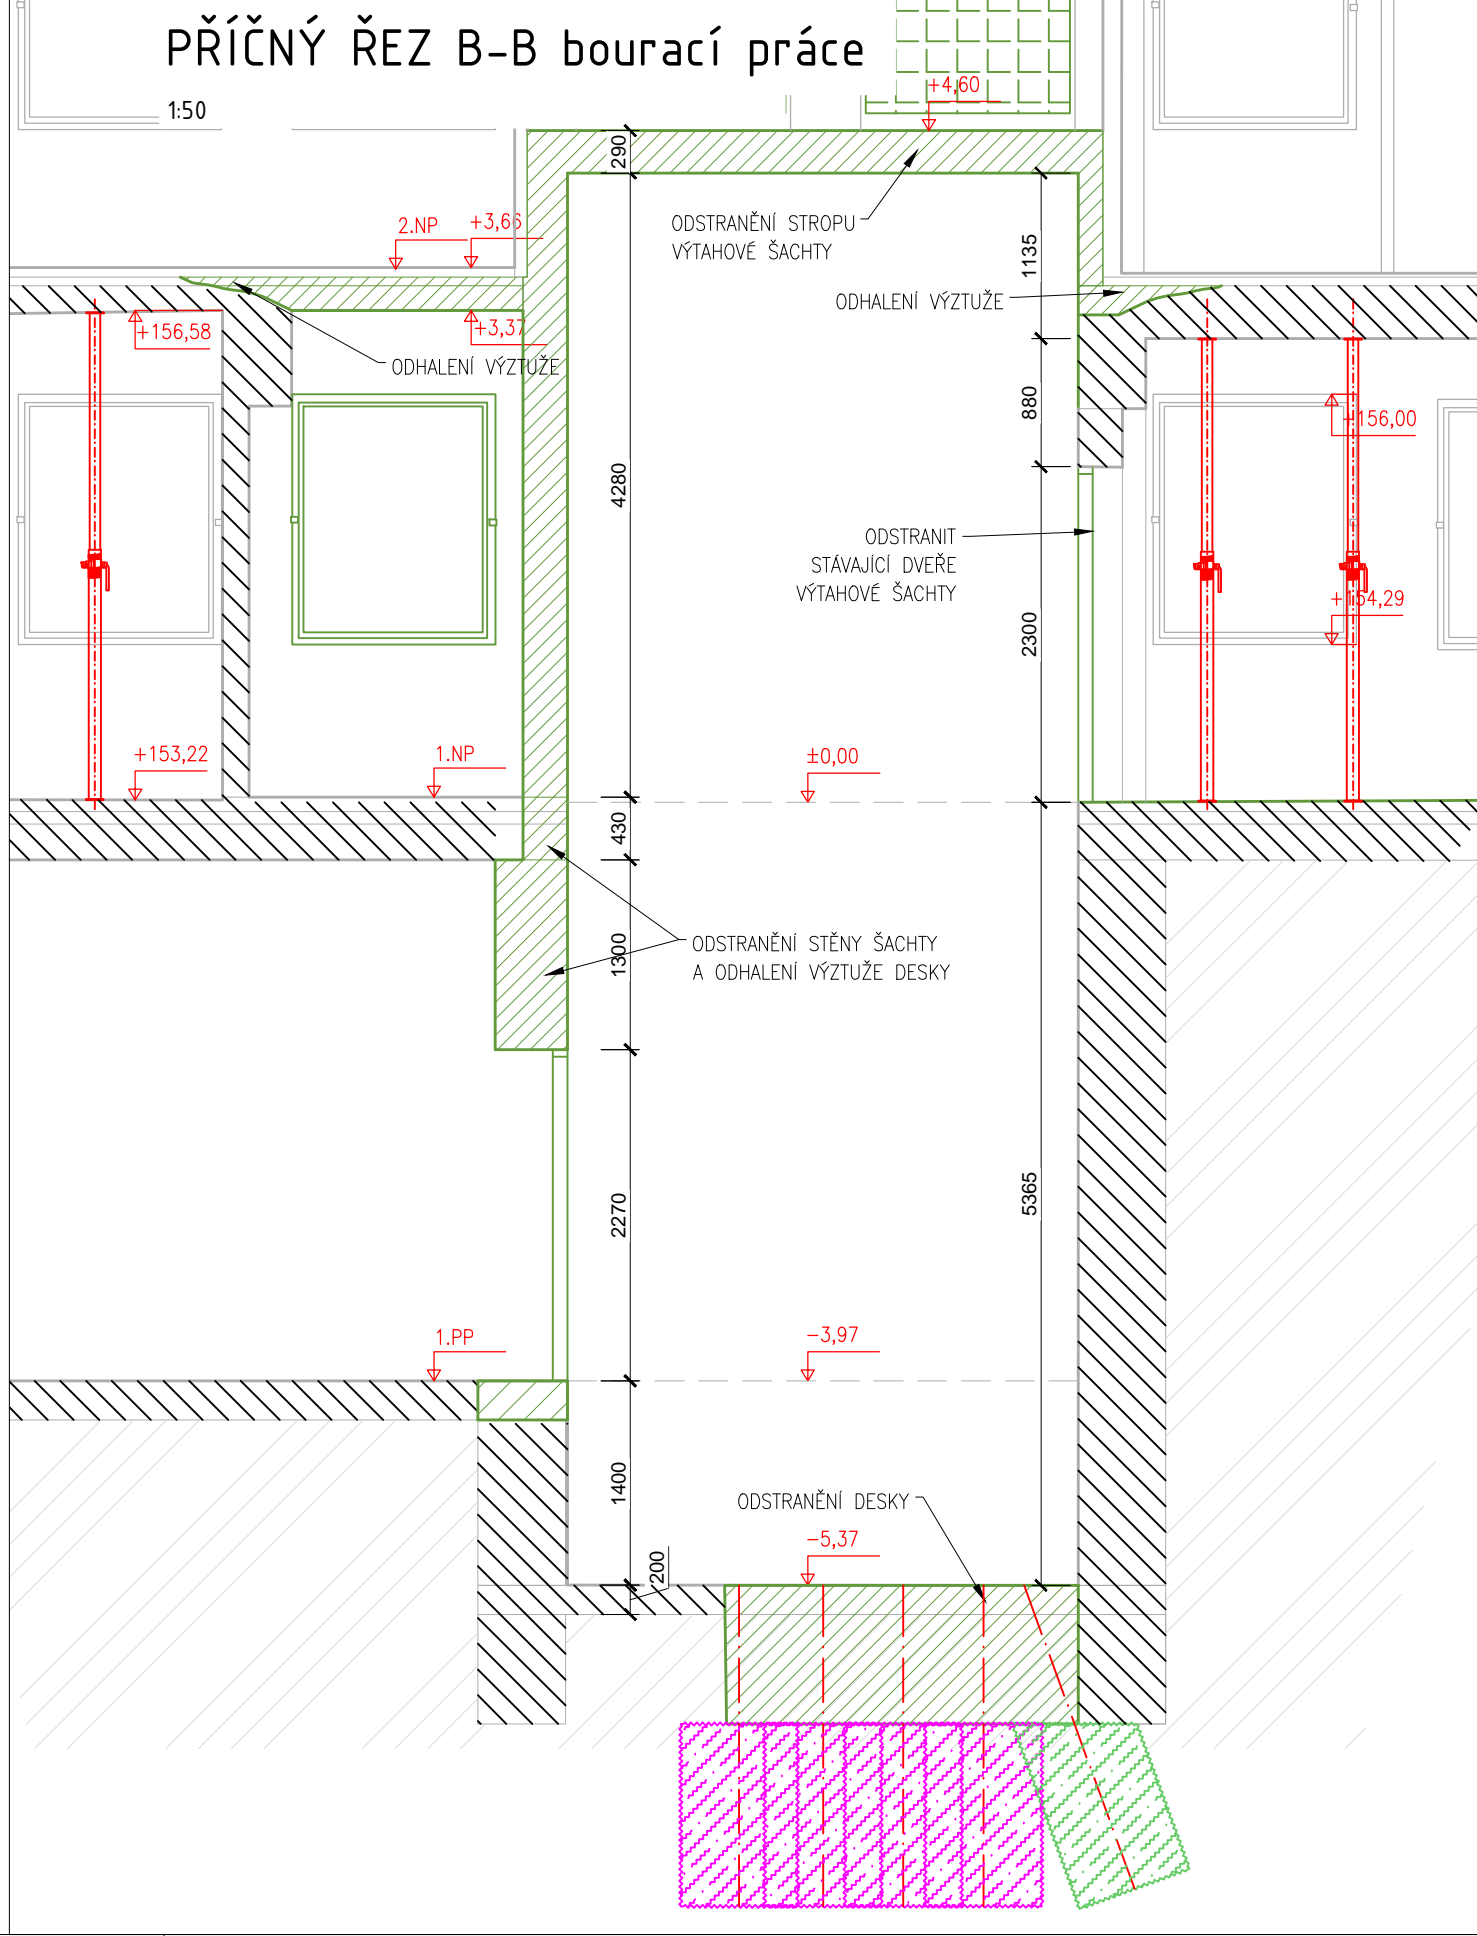 PŘÍČNÝ ŘEZ B-B bourací práce
1:50
+4,60
290
ODSTRANĚNÍ STROPU
VÝTAHOVÉ ŠACHTY
2.NP
+3,66
1135
ODHALENÍ VÝZTUŽE
+156,58
+3,37
ODHALENÍ VÝZTUŽE
880
+156,00
4280
ODSTRANIT
STÁVAJÍCÍ DVEŘE
VÝTAHOVÉ ŠACHTY
+154,29
2300
+153,22
1.NP
±0,00
430
1300
ODSTRANĚNÍ STĚNY ŠACHTY
A ODHALENÍ VÝZTUŽE DESKY
2270
5365
1.PP
-3,97
1400
ODSTRANĚNÍ DESKY
-5,37
200